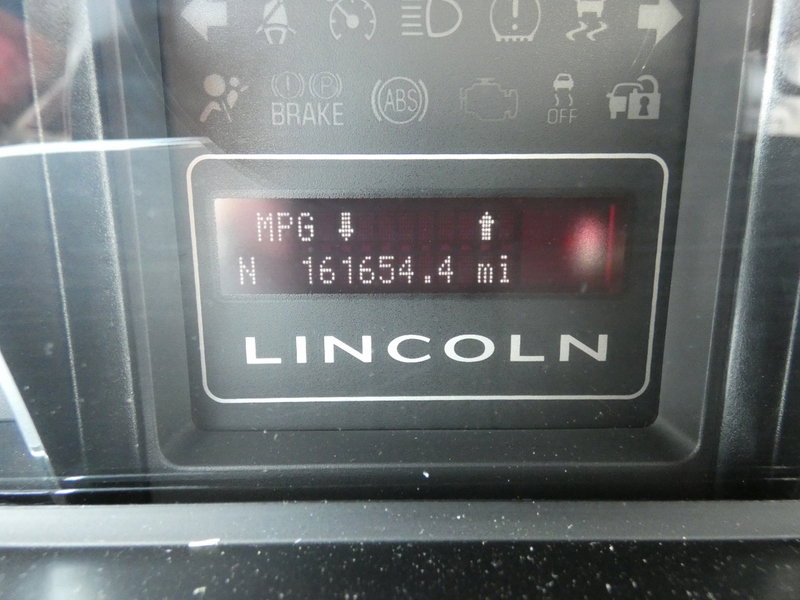 BRAKE ABS OFF
MPG
N 161654.4 mi
LINCOLN